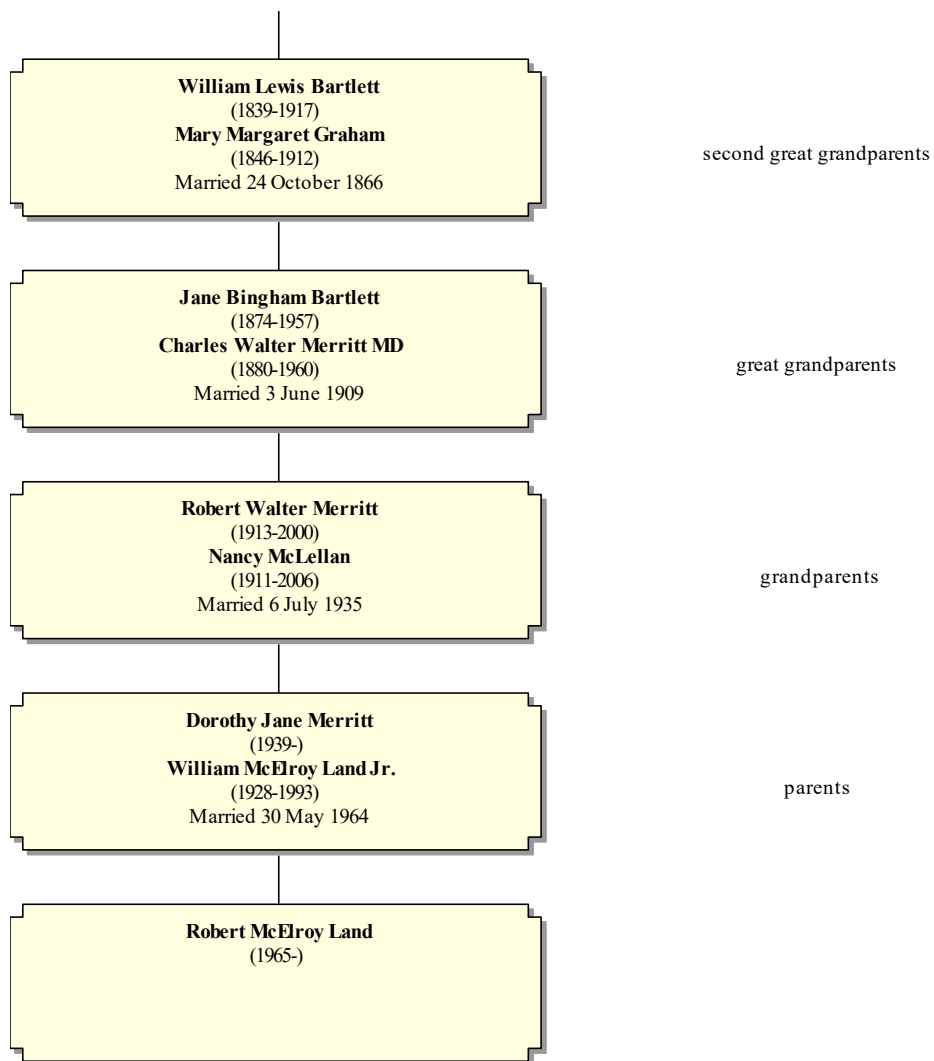 William Lewis Bartlett
(1839-1917)
Mary Margaret Graham
(1846-1912)
Married 24 October 1866
second great grandparents
Jane Bingham Bartlett
(1874-1957)
Charles Walter Merritt MD
(1880-1960)
Married 3 June 1909
great grandparents
Robert Walter Merritt
(1913-2000)
Nancy McLellan
(1911-2006)
Married 6 July 1935
grandparents
Dorothy Jane Merritt
(1939-)
William McElroy Land Jr.
(1928-1993)
Married 30 May 1964
parents
Robert McElroy Land
(1965-)